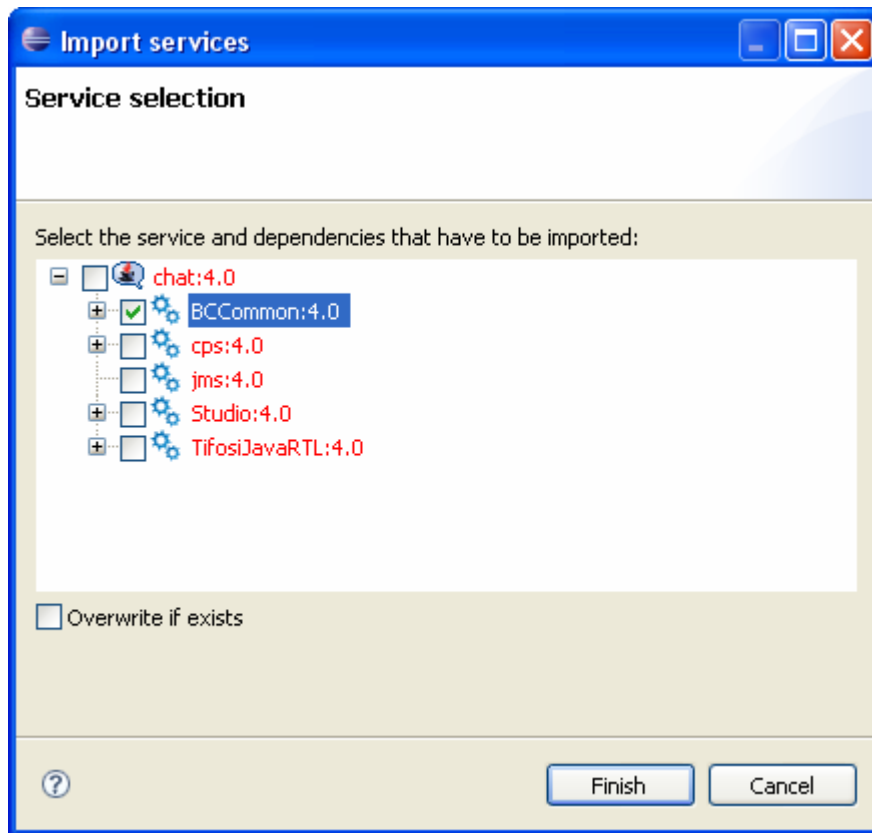 Import services
Service selection
Select the service and dependencies that have to be imported:
chat:4.0
BCCommon:4.0
cps:4.0
jms:4.0
Studio:4.0
TifosiJavaRTL:4.0
Overwrite if exists
Finish Cancel